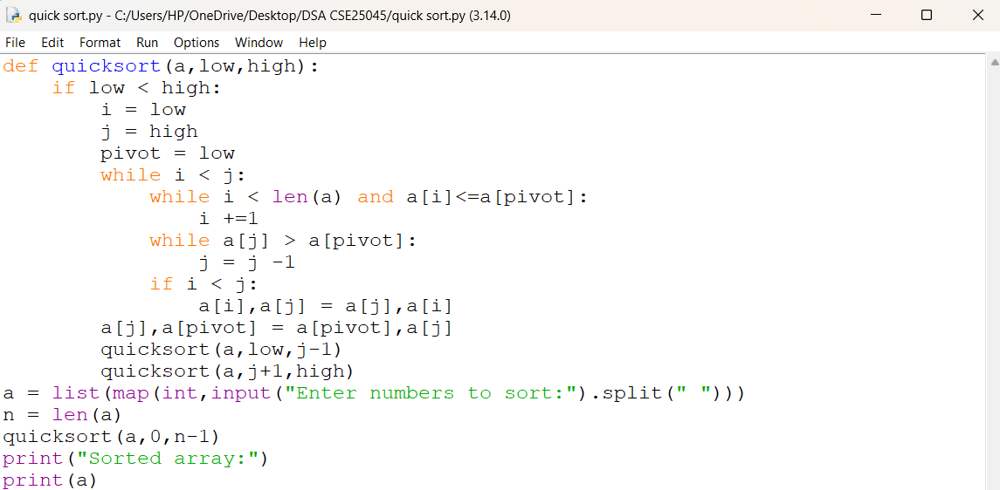 quick sort.py - C:/Users/HP/OneDrive/Desktop/DSA CSE25045/quick sort.py (3.14.0)
File Edit Format Run Options Window Help
def quicksort(a,low,high):
    if low < high:
        i = low
        j = high
        pivot = low
        while i < j:
            while i < len(a) and a[i]<=a[pivot]:
                i +=1
            while a[j] > a[pivot]:
                j = j -1
            if i < j:
                a[i],a[j] = a[j],a[i]
        a[j],a[pivot] = a[pivot],a[j]
        quicksort(a,low,j-1)
        quicksort(a,j+1,high)
a = list(map(int,input("Enter numbers to sort:").split(" ")))
n = len(a)
quicksort(a,0,n-1)
print("Sorted array:")
print(a)